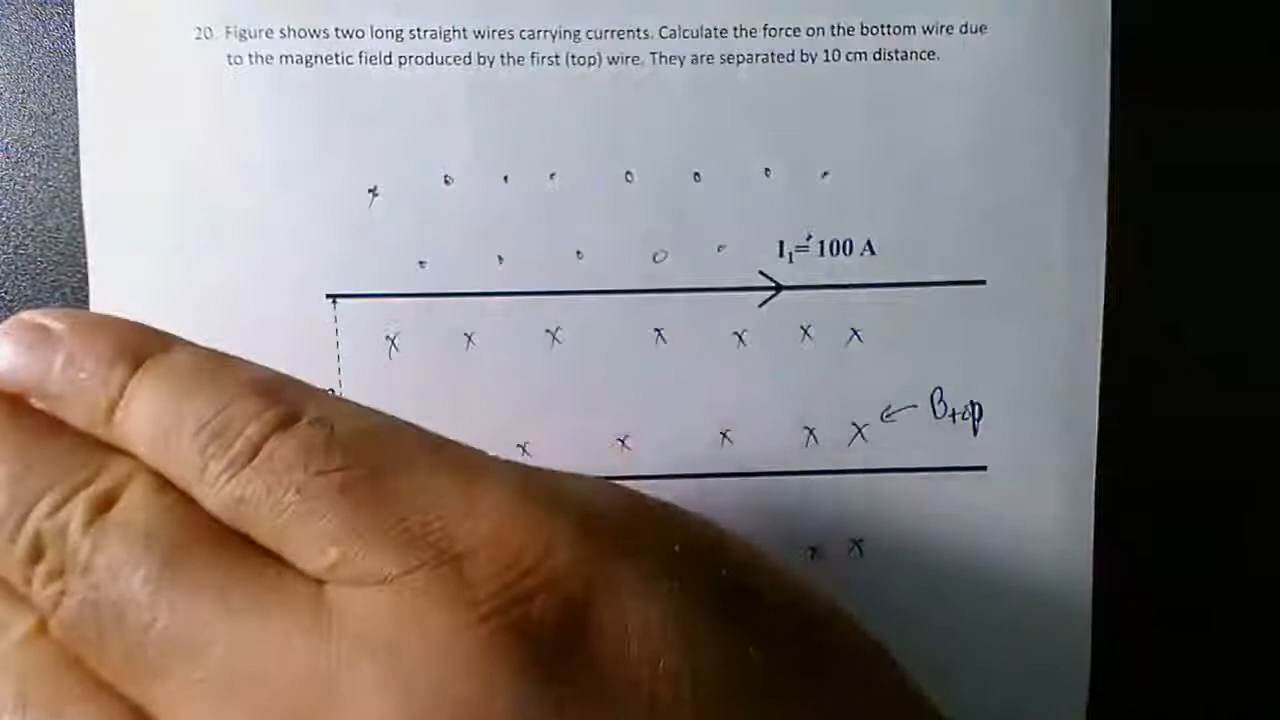 20. Figure shows two long straight wires carrying currents. Calculate the force on the bottom wire due
to the magnetic field produced by the first (top) wire. They are separated by 10 cm distance.
I₁= 100 A
x x x x x x x
x x x x x ← Btop
x x